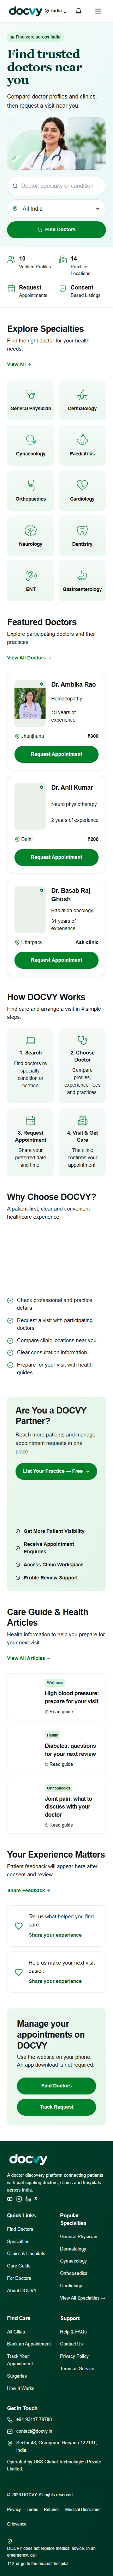 docvy
India
Find care across India
Find trusted
doctors near
you
Compare doctor profiles and clinics,
then request a visit near you.
Doctor, specialty or condition
All India
Find Doctors
10
Verified Profiles
14
Practice
Locations
Request
Appointments
Consent
Based Listings
Explore Specialties
Find the right doctor for your health
needs.
View All →
General Physician
Dermatology
Gynaecology
Paediatrics
Orthopaedics
Cardiology
Neurology
Dentistry
ENT
Gastroenterology
Featured Doctors
Explore participating doctors and their
practices.
View All Doctors →
Dr. Ambika Rao
Homoeopathy
13 years of
experience
Jhunjhunu
₹300
Request Appointment
Dr. Anil Kumar
Neuro physiotherapy
2 years of experience
Delhi
₹200
Request Appointment
Dr. Basab Raj
Ghosh
Radiation oncology
31 years of
experience
Uttarpara
Ask clinic
Request Appointment
How DOCVY Works
Find care and arrange a visit in 4 simple
steps.
1. Search
Find doctors by
specialty,
condition or
location.
2. Choose
Doctor
Compare
profiles,
experience, fees
and practices.
3. Request
Appointment
Share your
preferred date
and time.
4. Visit & Get
Care
The clinic
confirms your
appointment.
Why Choose DOCVY?
A patient-first, clear and convenient
healthcare experience.
Check professional and practice
details
Request a visit with participating
doctors
Compare clinic locations near you
Clear consultation information
Prepare for your visit with health
guides
Are You a DOCVY
Partner?
Reach more patients and manage
appointment requests in one
place.
List Your Practice — Free →
Get More Patient Visibility
Receive Appointment
Enquiries
Access Clinic Workspace
Profile Review Support
Care Guide & Health
Articles
Health information to help you prepare for
your next visit.
View All Articles →
Wellness
High blood pressure:
prepare for your visit
Read guide
Health
Diabetes: questions
for your next review
Read guide
Orthopaedics
Joint pain: what to
discuss with your
doctor
Read guide
Your Experience Matters
Patient feedback will appear here after
consent and review.
Share Feedback →
Tell us what helped you find
care.
Share your experience
Help us make your next visit
easier.
Share your experience
Manage your
appointments on
DOCVY
Use the website on your phone.
An app download is not required.
Find Doctors
Track Request
docvy
A doctor discovery platform connecting patients
with participating doctors, clinics and hospitals
across India.
Quick Links
Find Doctors
Specialties
Clinics & Hospitals
Care Guide
For Doctors
About DOCVY
Popular
Specialties
General Physician
Dermatology
Gynaecology
Orthopaedics
Cardiology
View All Specialties →
Find Care
All Cities
Book an Appointment
Track Your
Appointment
Surgeries
How It Works
Support
Help & FAQs
Contact Us
Privacy Policy
Terms of Service
Get in Touch
+91 93117 79788
contact@docvy.in
Sector 48, Gurugram, Haryana 122101,
India
Operated by DSS Global Technologies Private
Limited.
© 2026 DOCVY. All rights reserved.
Privacy
Terms
Refunds
Medical Disclaimer
Grievance
DOCVY does not replace medical advice. In an
emergency, call
112 or go to the nearest hospital.